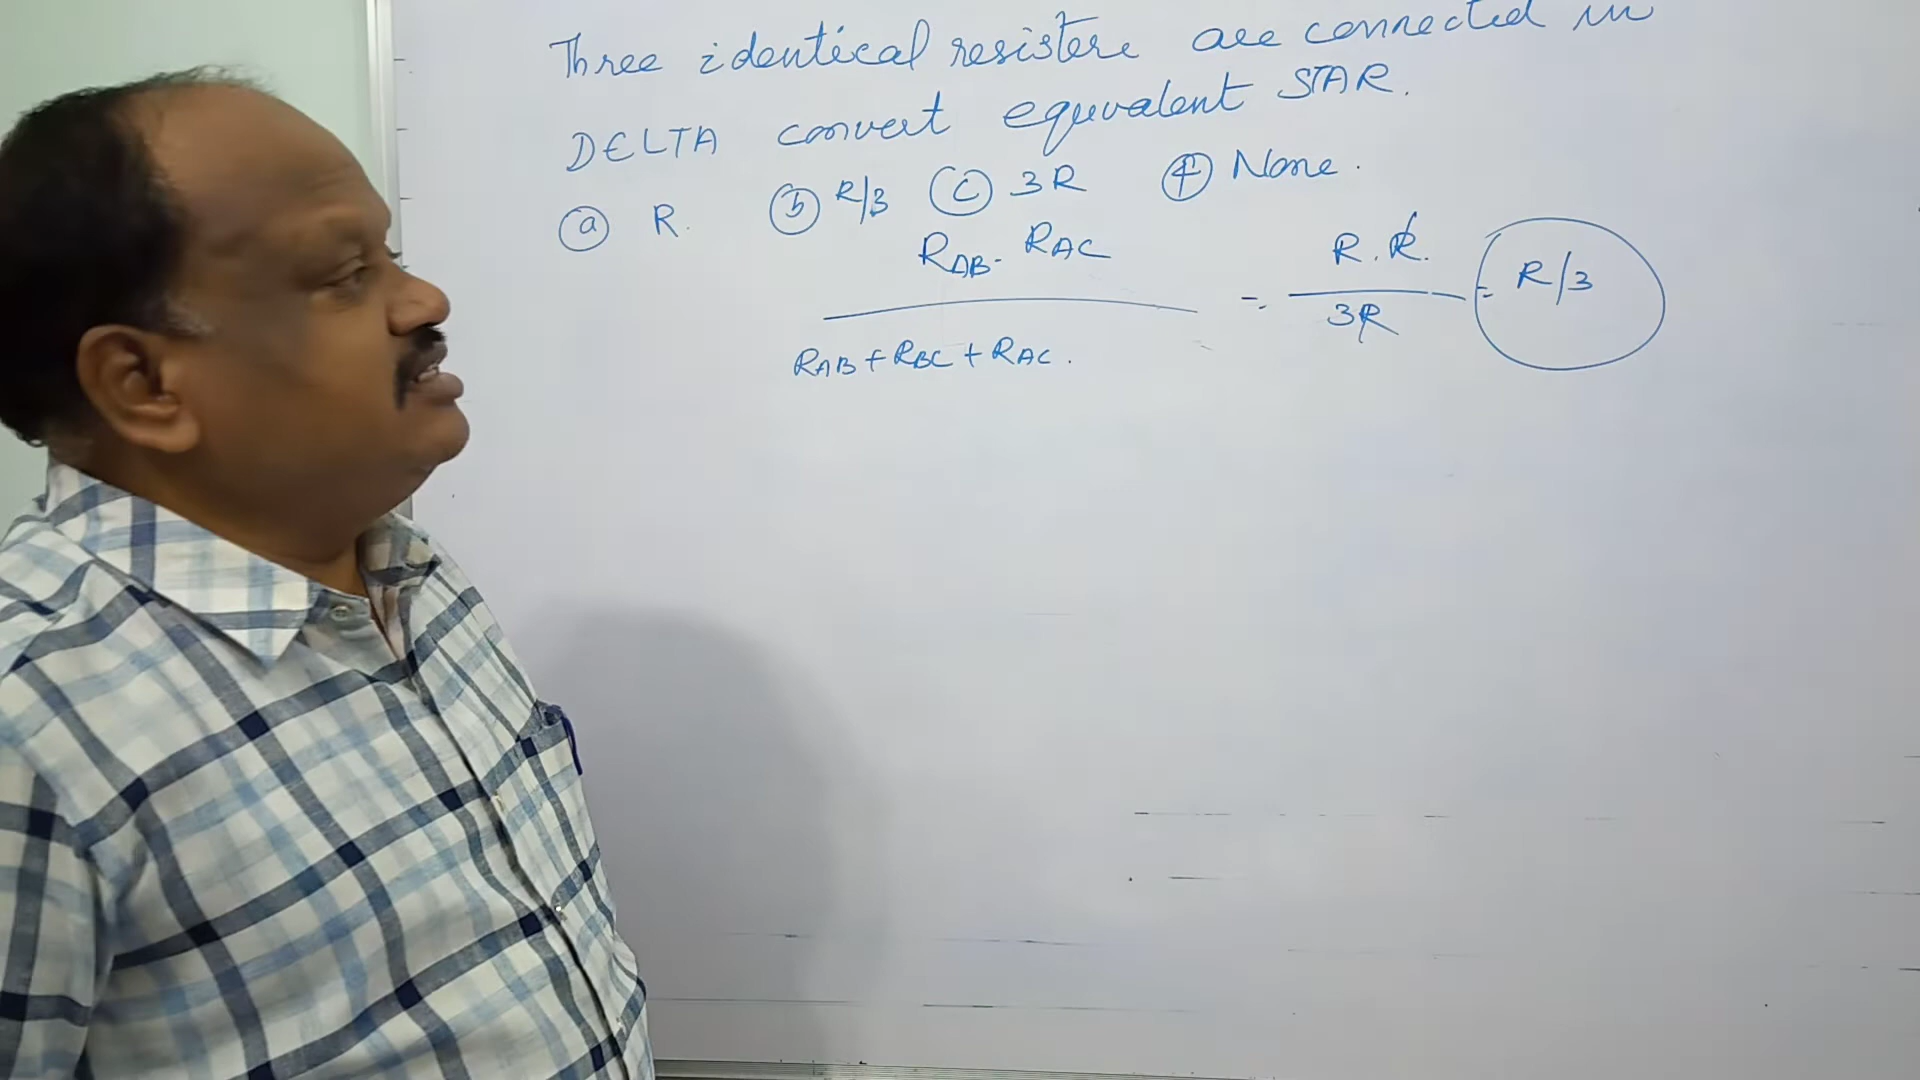 Three identical resistere are connected in
DELTA convert equvalent STAR.
(a) R. (b) R/3 (c) 3R (4) None.
RAB. RAC
RAB + RBC + RAC.
= R.R. / 3R = R/3